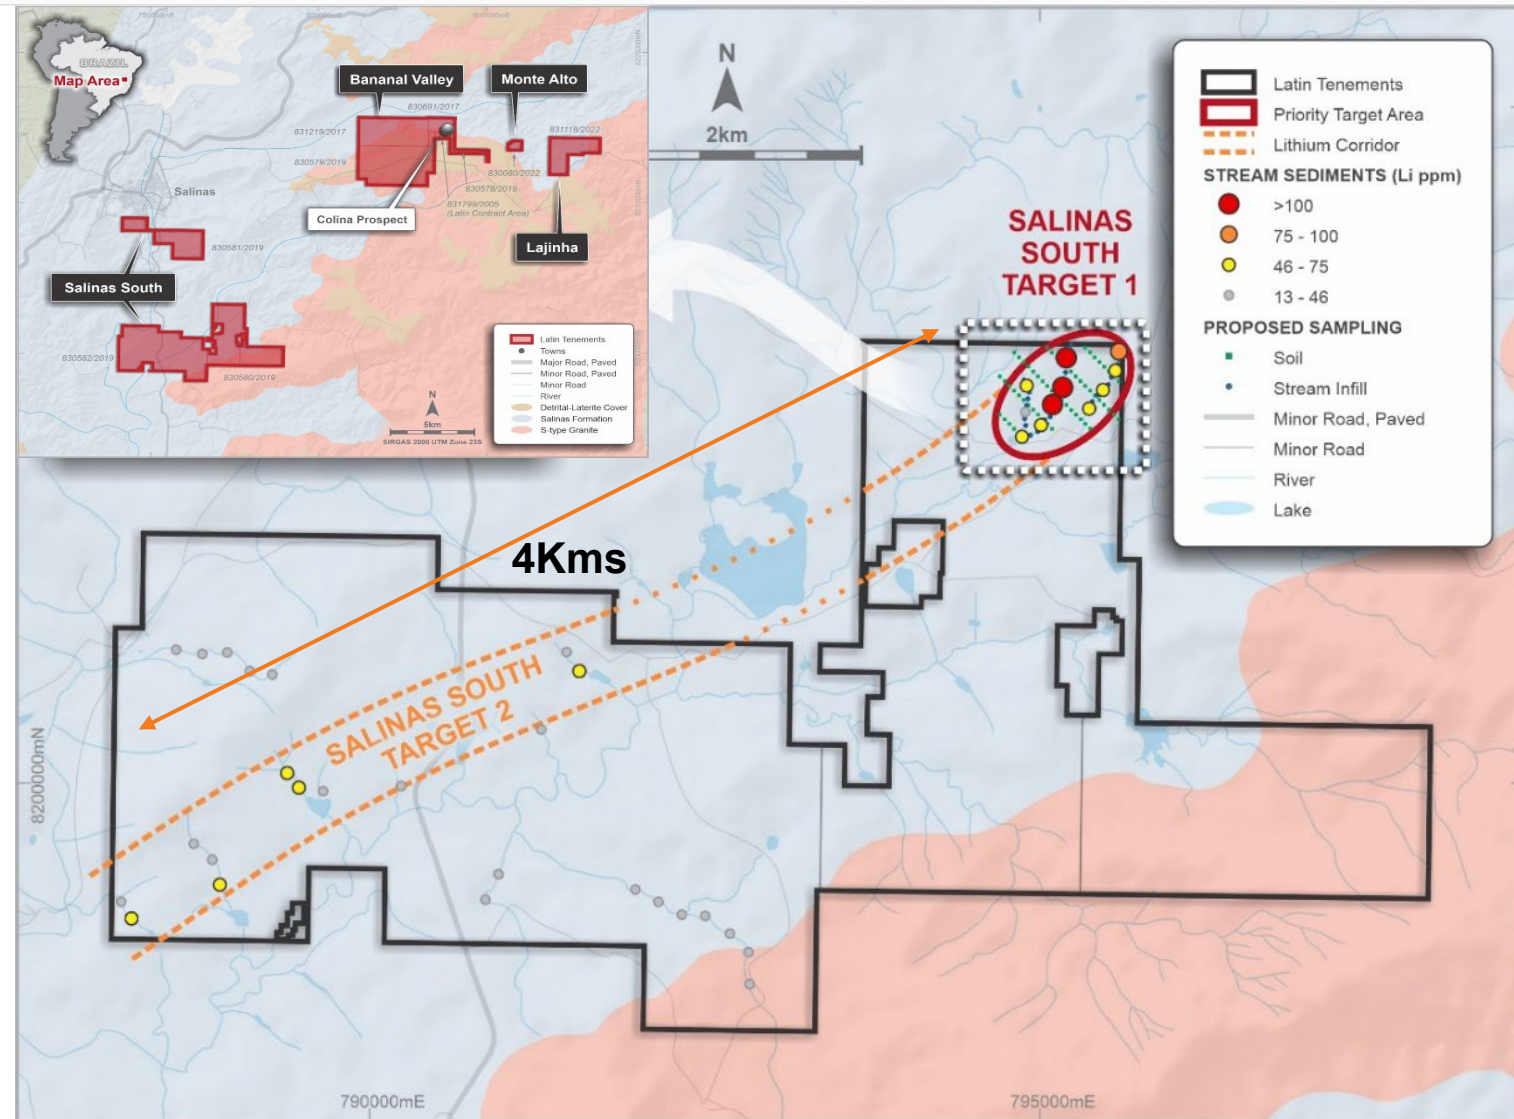 BRAZIL
Map Area
Bananal Valley
Monte Alto
830691/2017
831219/2017
831118/2022
830579/2019
830080/2022
830578/2019
831799/2005
(Latin Contract Area)
Salinas
Colina Prospect
Lajinha
830581/2019
Salinas South
830582/2019
830580/2019
Latin Tenements
Towns
Major Road, Paved
Minor Road, Paved
Minor Road
River
Detrital-Laterite Cover
Salinas Formation
S-type Granite
N
5km
SIRGAS 2000 UTM Zone 23S
N
2km
SALINAS
SOUTH
TARGET 1
Latin Tenements
Priority Target Area
Lithium Corridor
STREAM SEDIMENTS (Li ppm)
>100
75 - 100
46 - 75
13 - 46
PROPOSED SAMPLING
Soil
Stream Infill
Minor Road, Paved
Minor Road
River
Lake
4Kms
SALINAS SOUTH
TARGET 2
8200000mN
790000mE
795000mE